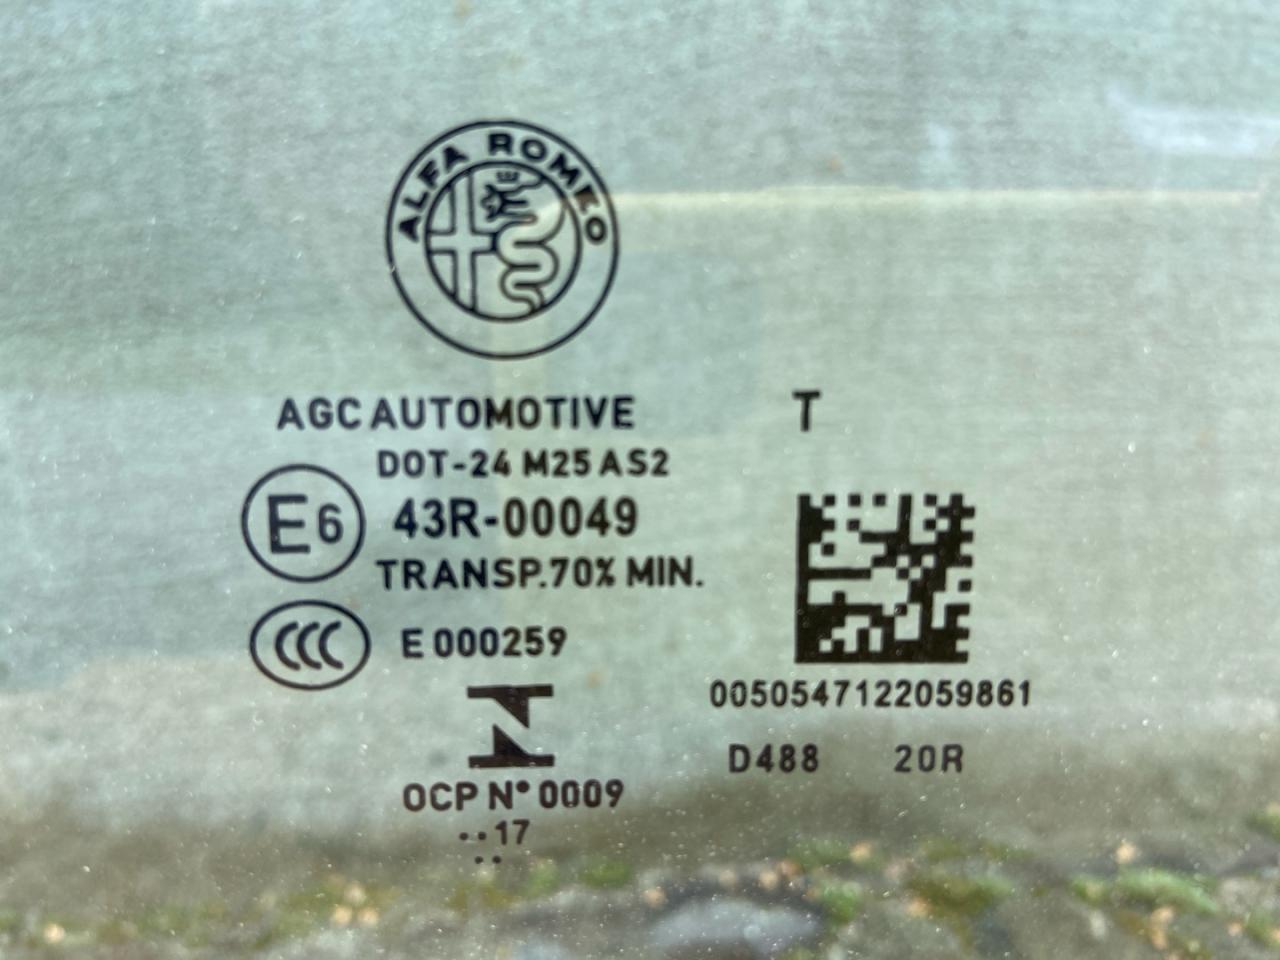 ALFA ROMEO
AGC AUTOMOTIVE
DOT-24 M25 AS2
E6 43R-00049
TRANSP.70% MIN.
CCC E 000259
OCP N° 0009
..17
..
T
0050547122059861
D488 20R